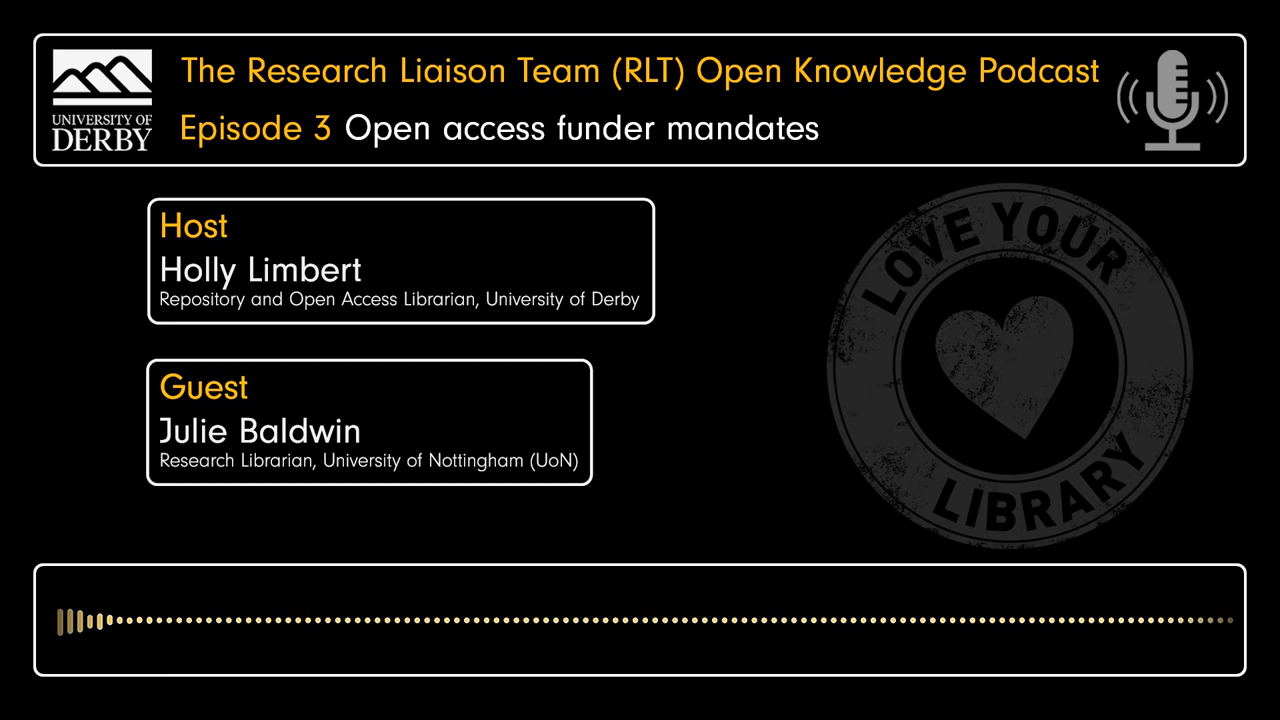 The Research Liaison Team (RLT) Open Knowledge Podcast
UNIVERSITY OF
DERBY
Episode 3 Open access funder mandates
Host
Holly Limbert
Repository and Open Access Librarian, University of Derby
Guest
Julie Baldwin
Research Librarian, University of Nottingham (UoN)
LOVE YOUR
LIBRARY